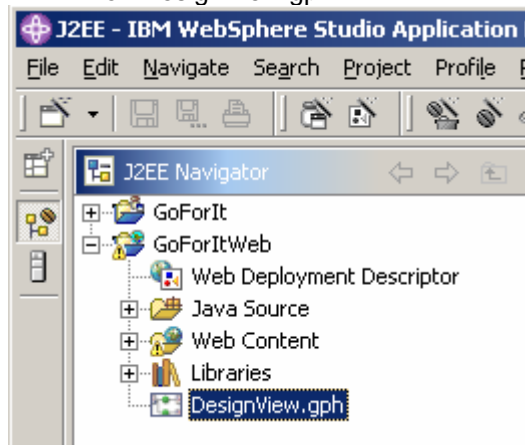 J2EE - IBM WebSphere Studio Application
File Edit Navigate Search Project Profile
J2EE Navigator
GoForIt
GoForItWeb
Web Deployment Descriptor
Java Source
Web Content
Libraries
DesignView.gph